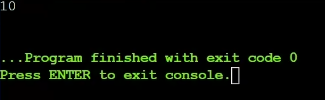 10
...Program finished with exit code 0
Press ENTER to exit console.